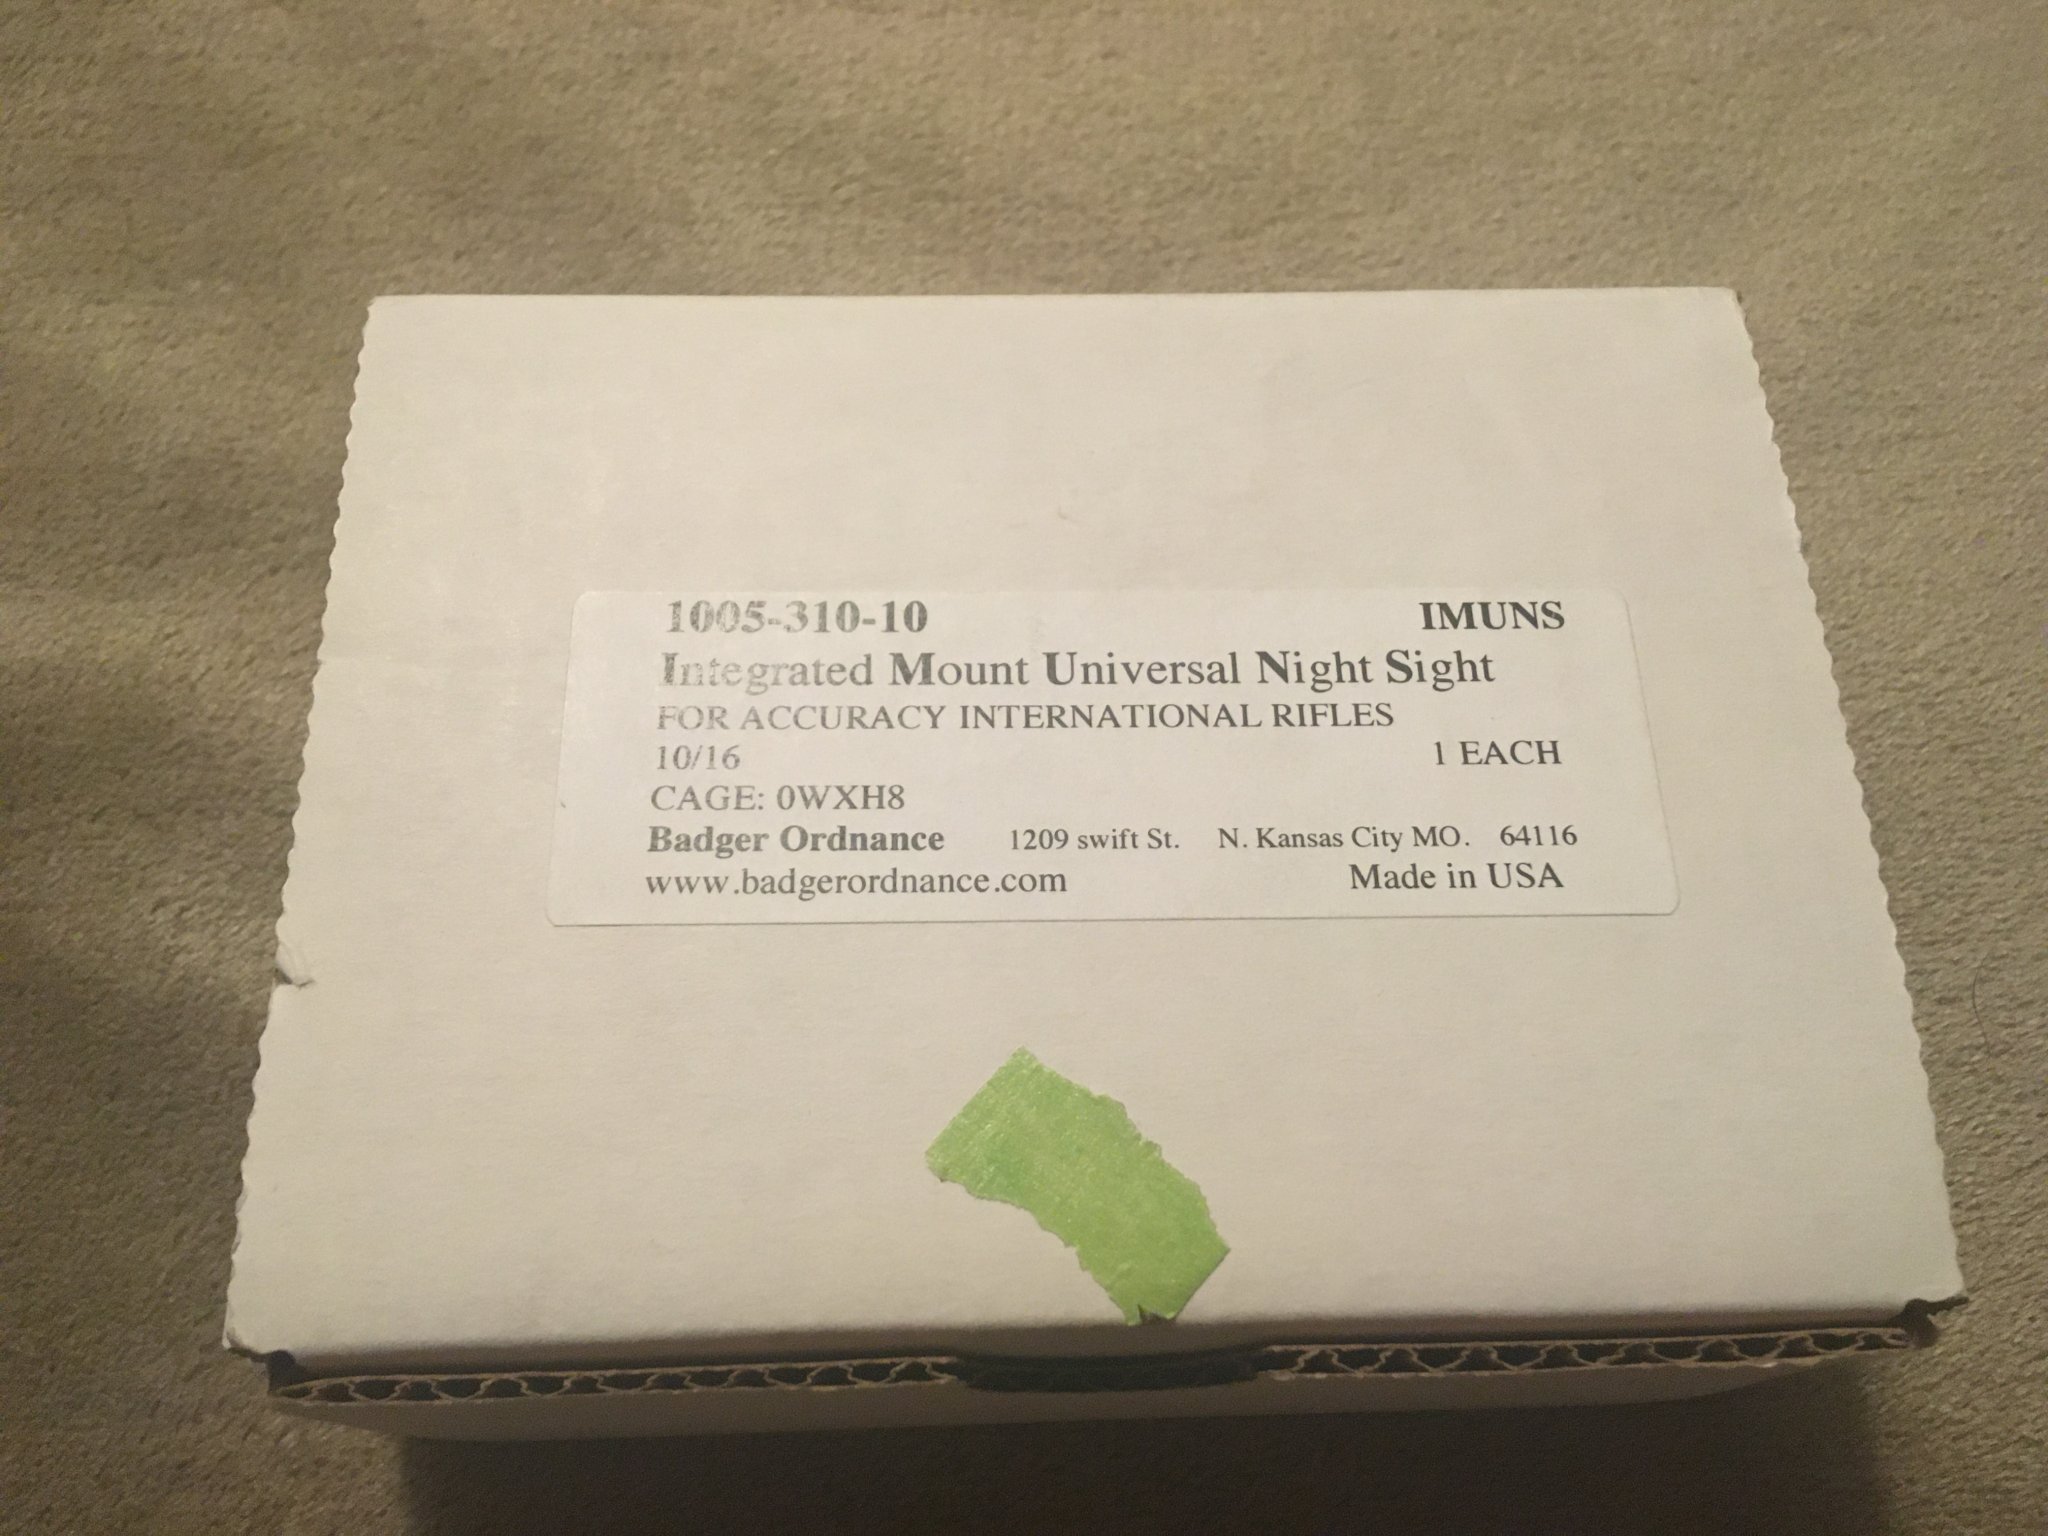 1005-310-10 IMUNS
Integrated Mount Universal Night Sight
FOR ACCURACY INTERNATIONAL RIFLES
10/16 1 EACH
CAGE: 0WXH8
Badger Ordnance 1209 swift St. N. Kansas City MO. 64116
www.badgerordnance.com Made in USA